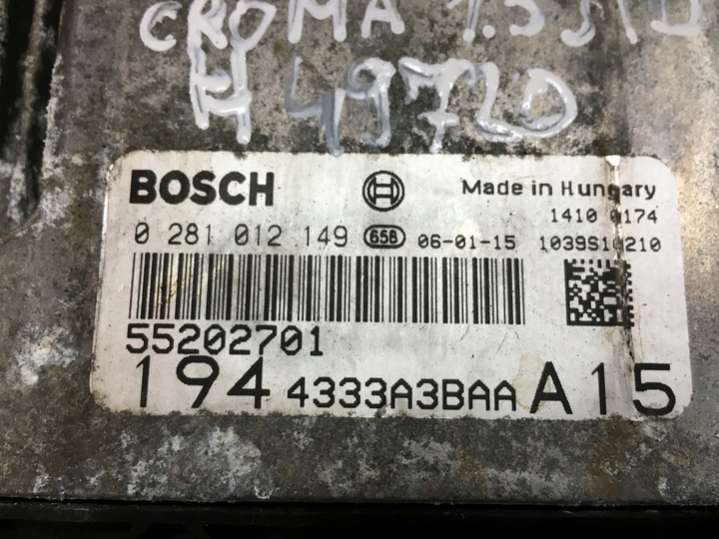 CROMA 1.9 JTD
H 49720
BOSCH Made in Hungary
1410 0174
0 281 012 149 658 06-01-15 1039S10210
55202701
194 4333A3BAA A15